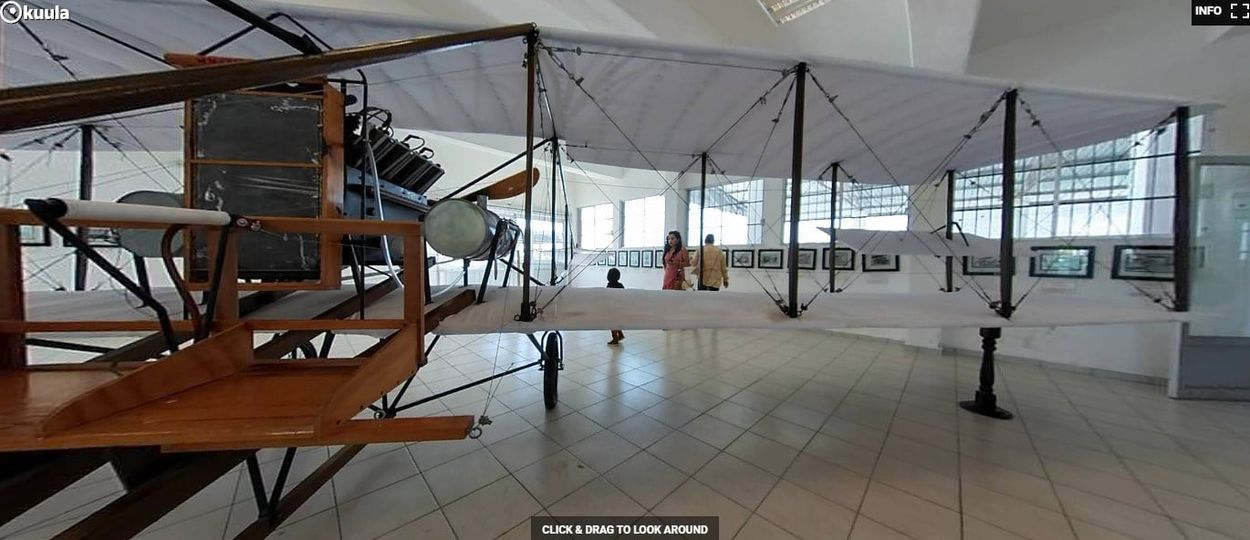 kuula
INFO
CLICK & DRAG TO LOOK AROUND